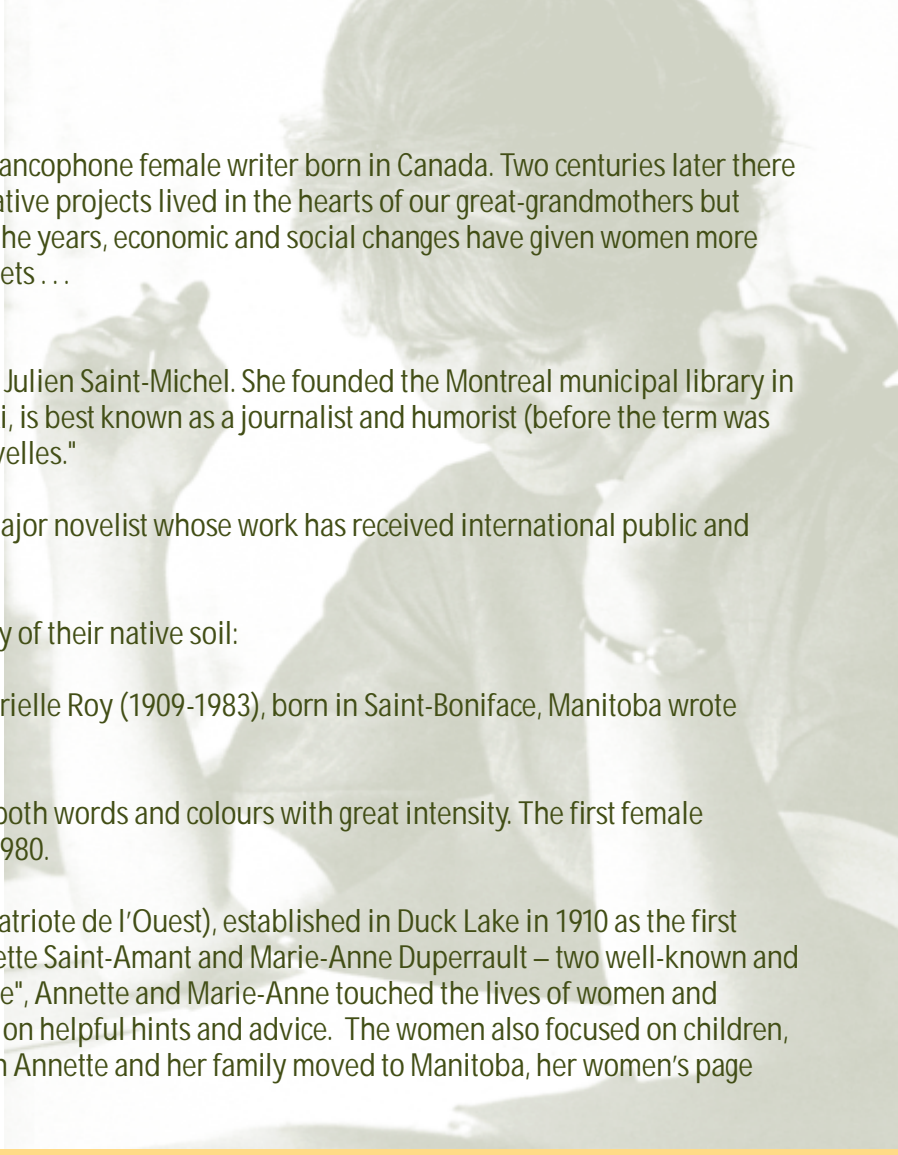 ancophone female writer born in Canada. Two centuries later there
ative projects lived in the hearts of our great-grandmothers but
he years, economic and social changes have given women more
ets . . .
Julien Saint-Michel. She founded the Montreal municipal library in
i, is best known as a journalist and humorist (before the term was
velles."
ajor novelist whose work has received international public and
y of their native soil:
rielle Roy (1909-1983), born in Saint-Boniface, Manitoba wrote
both words and colours with great intensity. The first female
980.
atriote de l'Ouest), established in Duck Lake in 1910 as the first
ette Saint-Amant and Marie-Anne Duperrault – two well-known and
e", Annette and Marie-Anne touched the lives of women and
on helpful hints and advice.  The women also focused on children,
n Annette and her family moved to Manitoba, her women's page